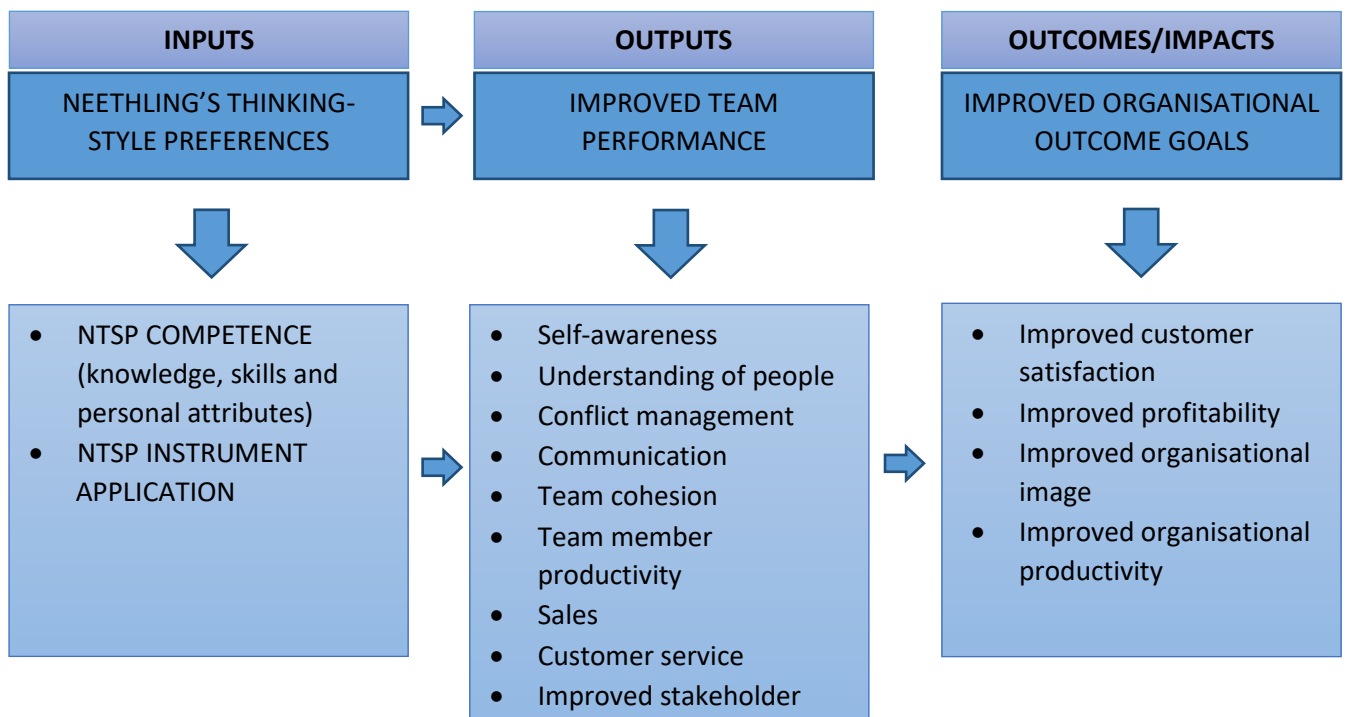 INPUTS
NEETHLING'S THINKING-
STYLE PREFERENCES
• NTSP COMPETENCE
(knowledge, skills and
personal attributes)
• NTSP INSTRUMENT
APPLICATION
OUTPUTS
IMPROVED TEAM
PERFORMANCE
• Self-awareness
• Understanding of people
• Conflict management
• Communication
• Team cohesion
• Team member
productivity
• Sales
• Customer service
• Improved stakeholder
OUTCOMES/IMPACTS
IMPROVED ORGANISATIONAL
OUTCOME GOALS
• Improved customer
satisfaction
• Improved profitability
• Improved organisational
image
• Improved organisational
productivity